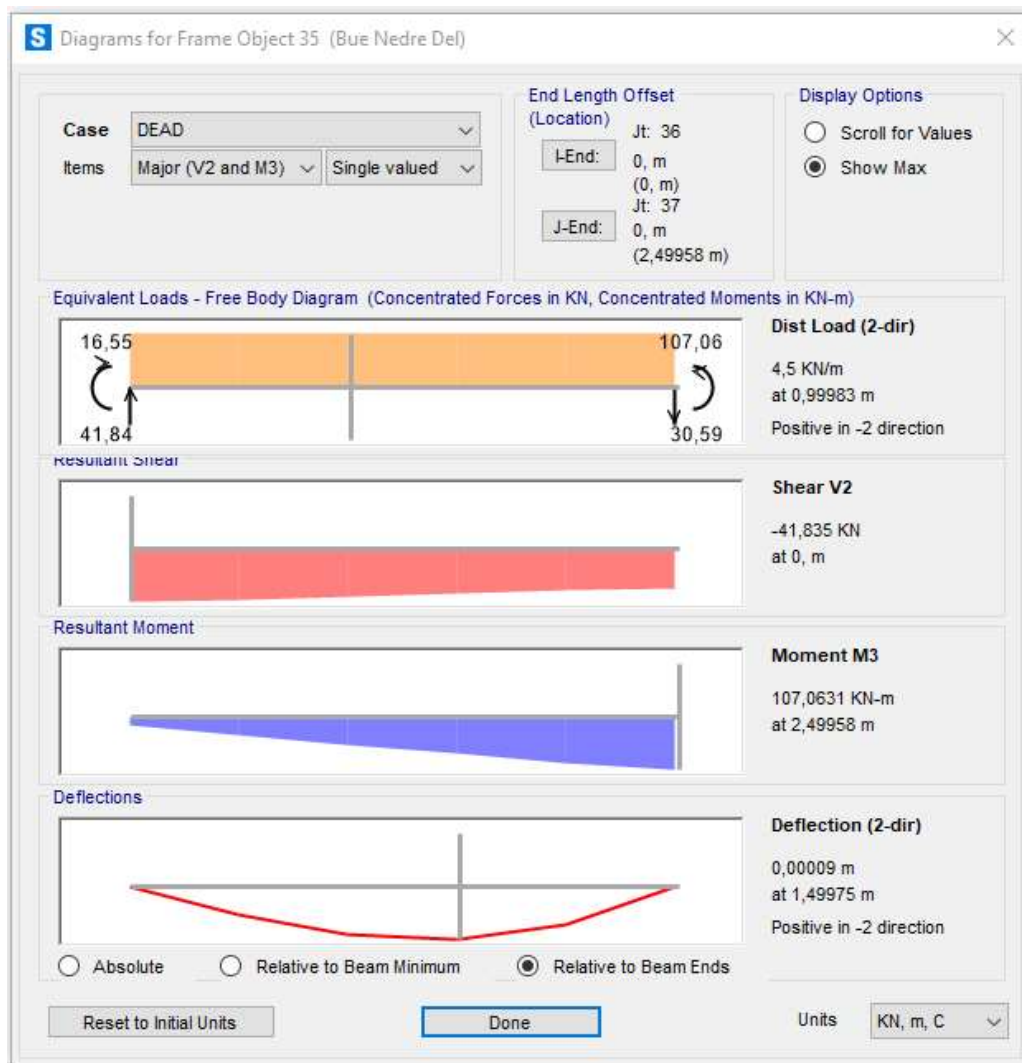 S Diagrams for Frame Object 35 (Bue Nedre Del)
Case DEAD
Items Major (V2 and M3) Single valued
End Length Offset
(Location)
Jt: 36
I-End: 0, m
(0, m)
Jt: 37
J-End: 0, m
(2,49958 m)
Display Options
Scroll for Values
Show Max
Equivalent Loads - Free Body Diagram (Concentrated Forces in KN, Concentrated Moments in KN-m)
16,55 107,06
41,84 30,59
Dist Load (2-dir)
4,5 KN/m
at 0,99983 m
Positive in -2 direction
Resultant Shear
Shear V2
-41,835 KN
at 0, m
Resultant Moment
Moment M3
107,0631 KN-m
at 2,49958 m
Deflections
Deflection (2-dir)
0,00009 m
at 1,49975 m
Positive in -2 direction
Absolute Relative to Beam Minimum Relative to Beam Ends
Reset to Initial Units Done Units KN, m, C